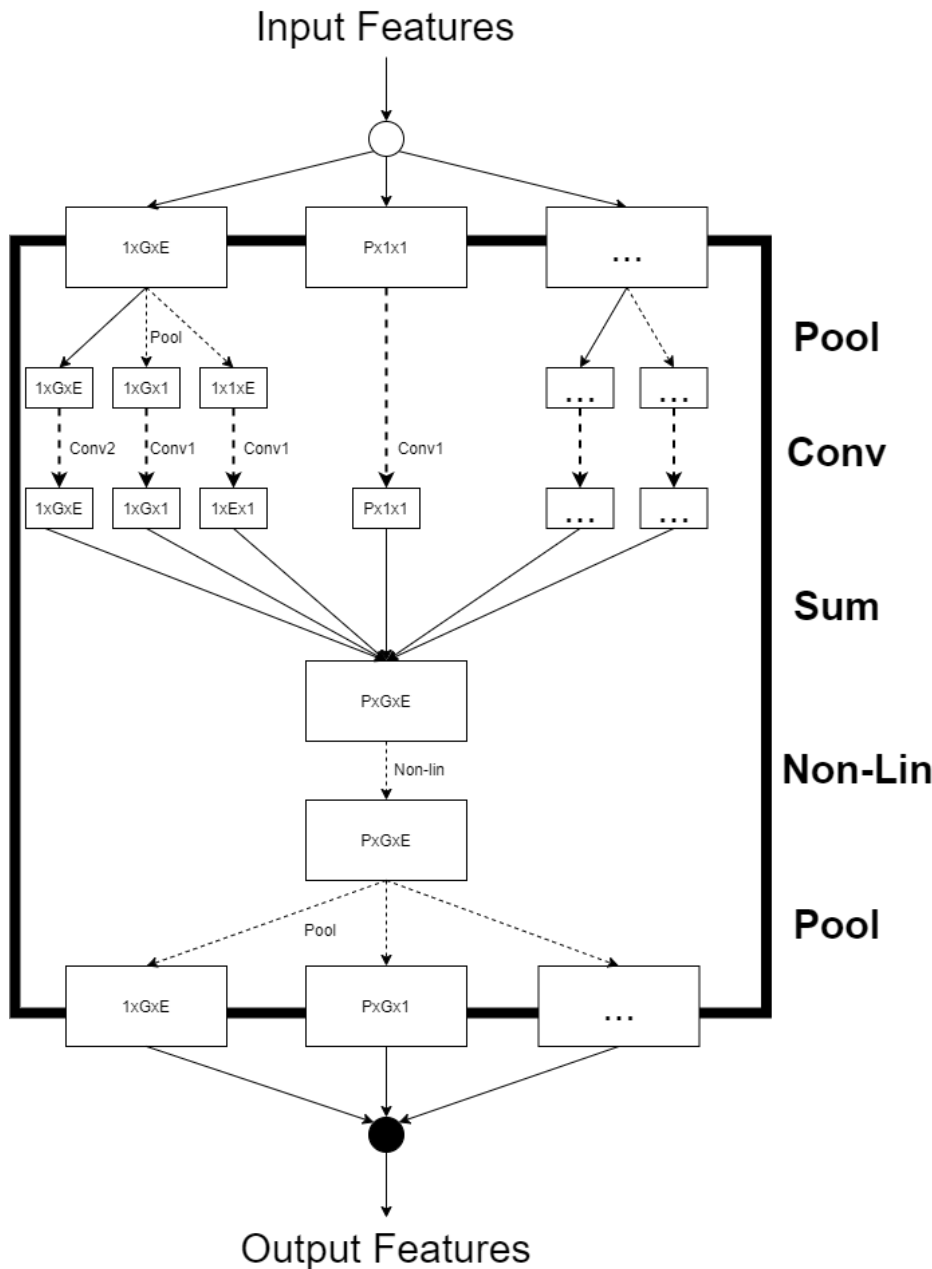 Input Features
1xGxE
Px1x1
...
Pool
Pool
1xGxE
1xGx1
1x1xE
...
...
Conv2
Conv1
Conv1
Conv1
Conv
1xGxE
1xGx1
1xEx1
Px1x1
...
...
Sum
PxGxE
Non-lin
Non-Lin
PxGxE
Pool
Pool
1xGxE
PxGx1
...
Output Features